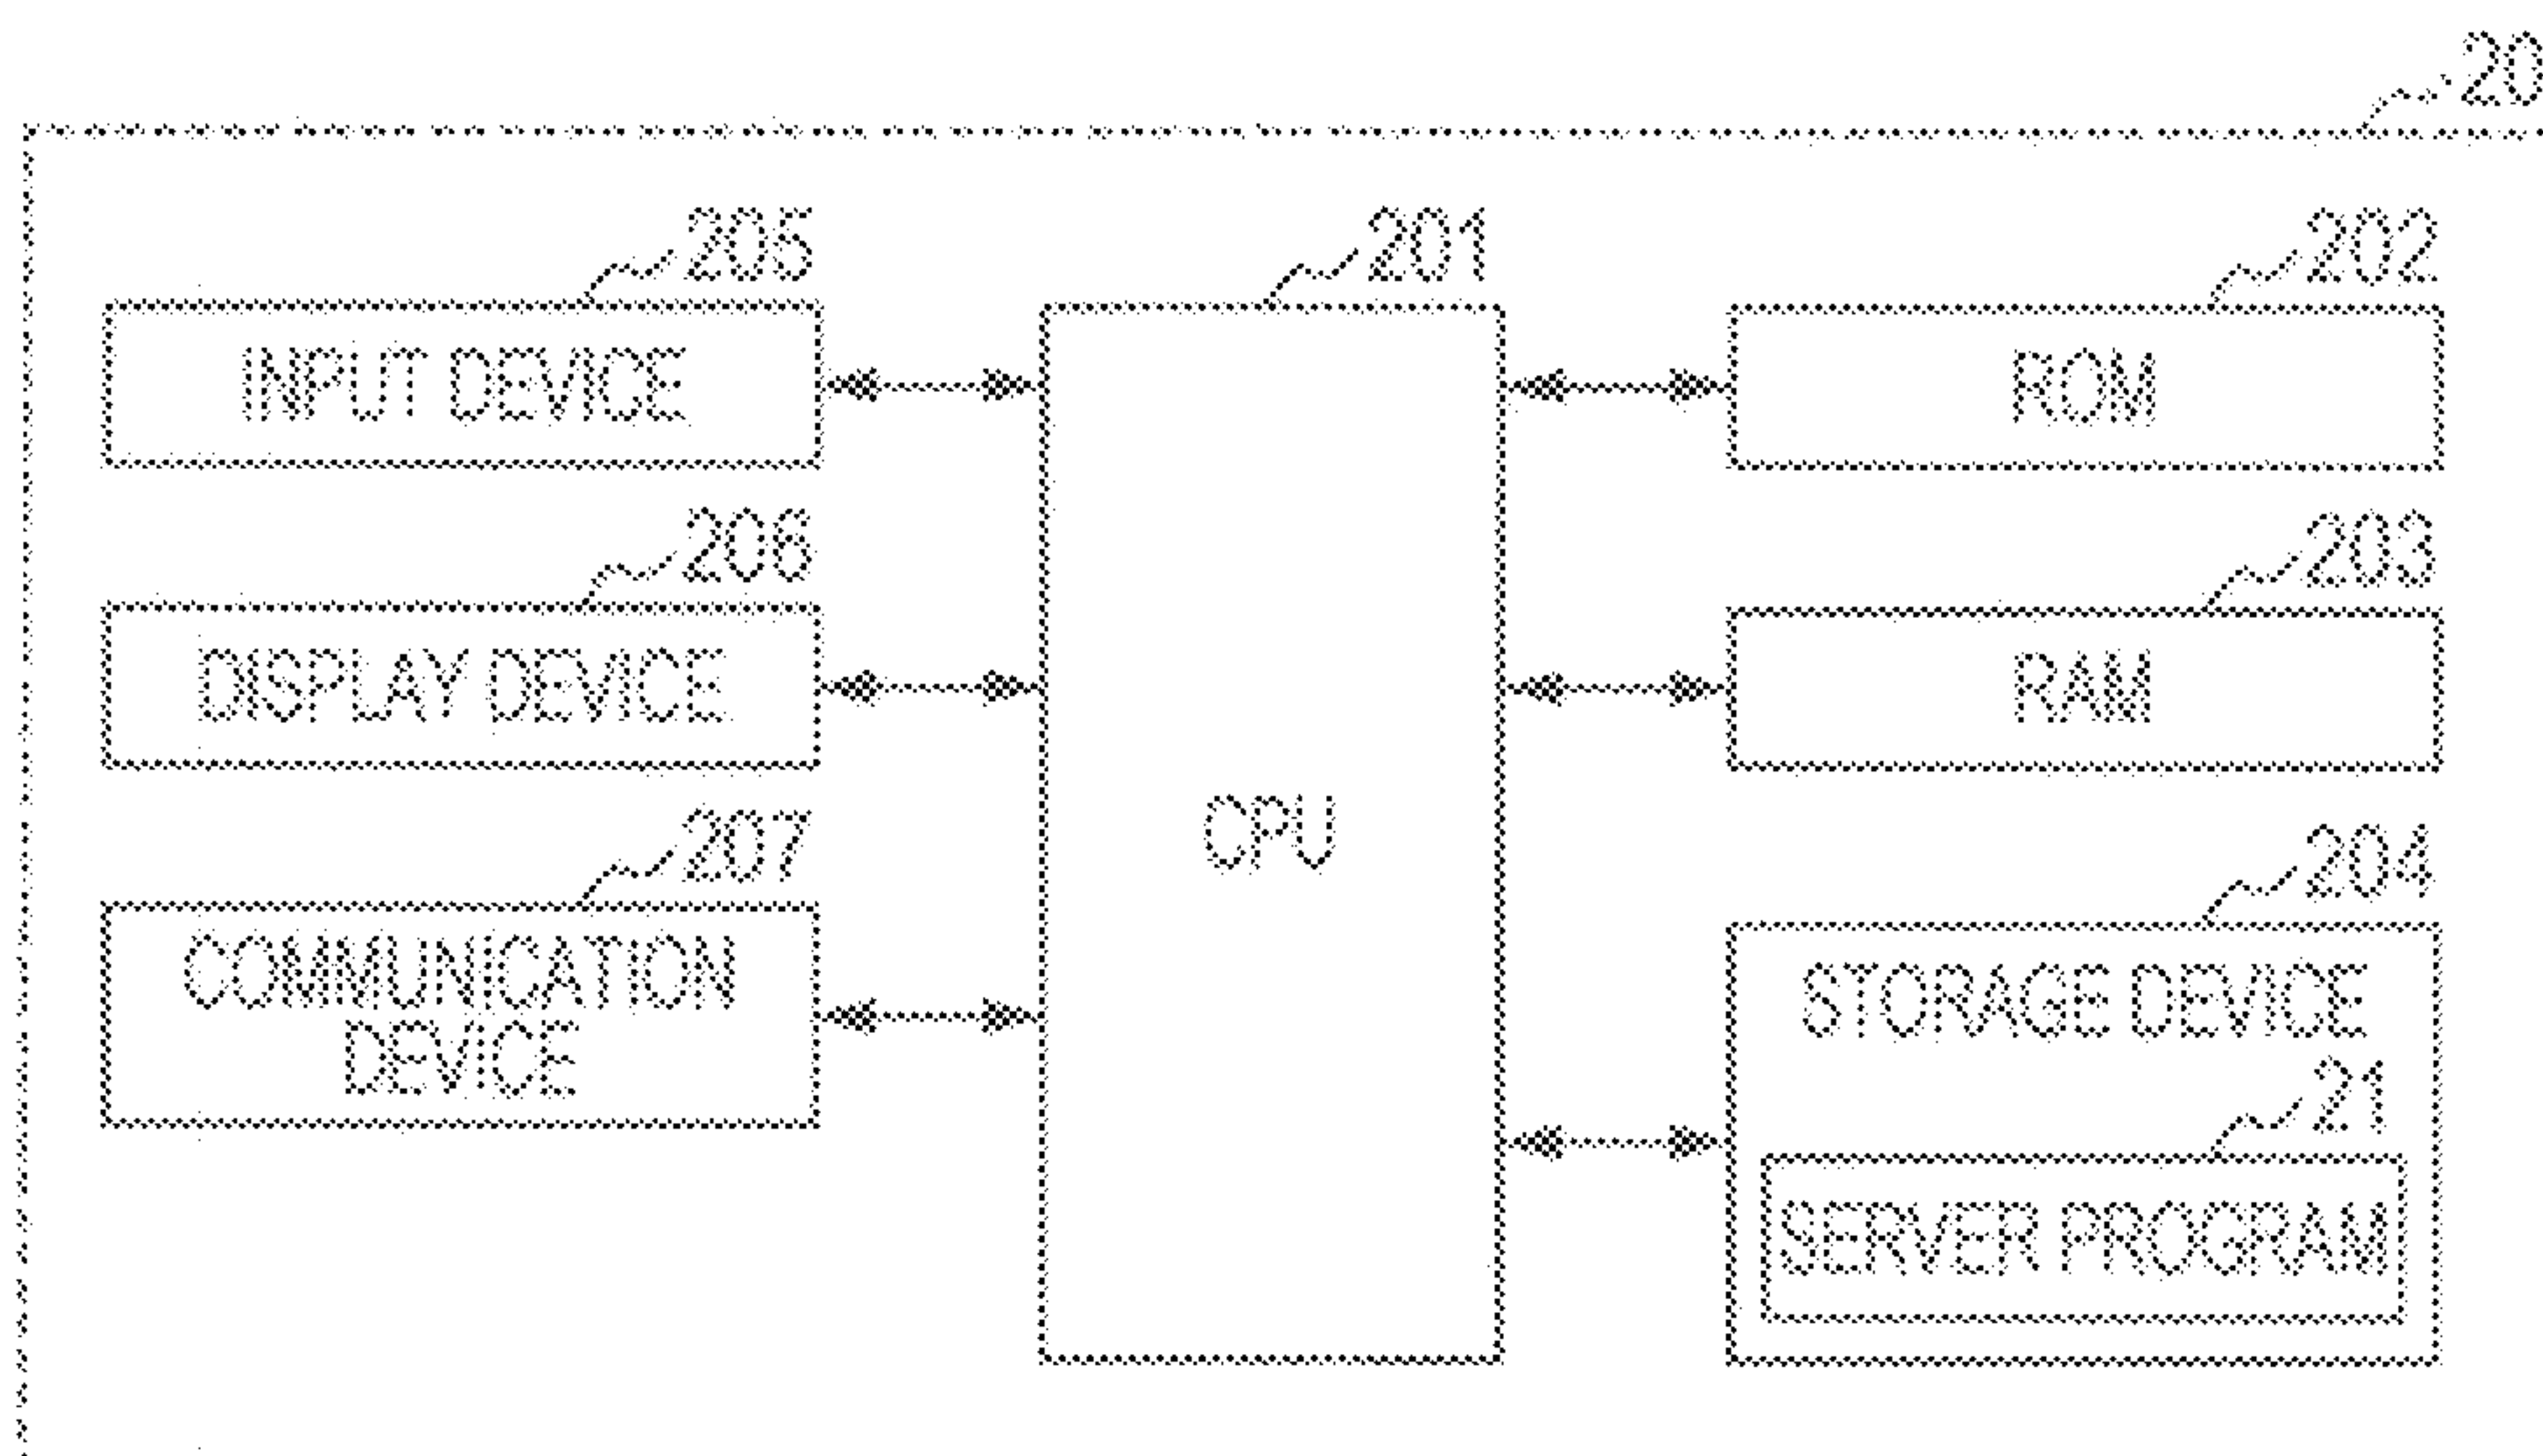 20
205
201
202
INPUT DEVICE
ROM
206
203
DISPLAY DEVICE
RAM
207
CPU
204
COMMUNICATION
DEVICE
STORAGE DEVICE
21
SERVER PROGRAM